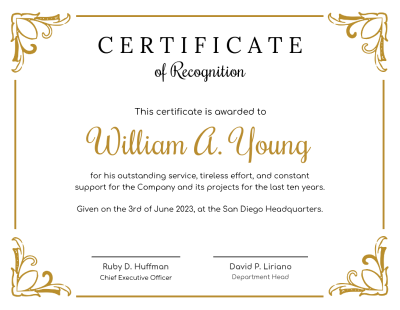 CERTIFICATE
of Recognition
This certificate is awarded to
William A. Young
for his outstanding service, tireless effort, and constant
support for the Company and its projects for the last ten years.
Given on the 3rd of June 2023, at the San Diego Headquarters.
Ruby D. Huffman
Chief Executive Officer
David P. Liriano
Department Head